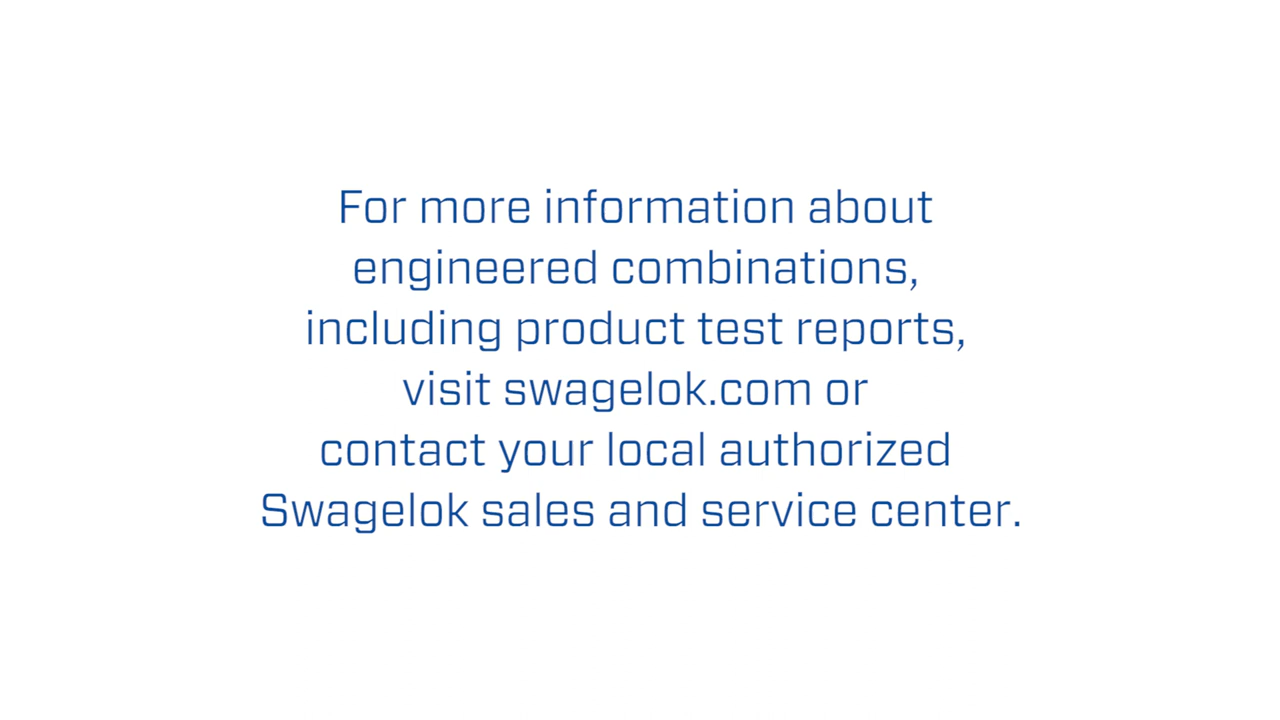 For more information about
engineered combinations,
including product test reports,
visit swagelok.com or
contact your local authorized
Swagelok sales and service center.